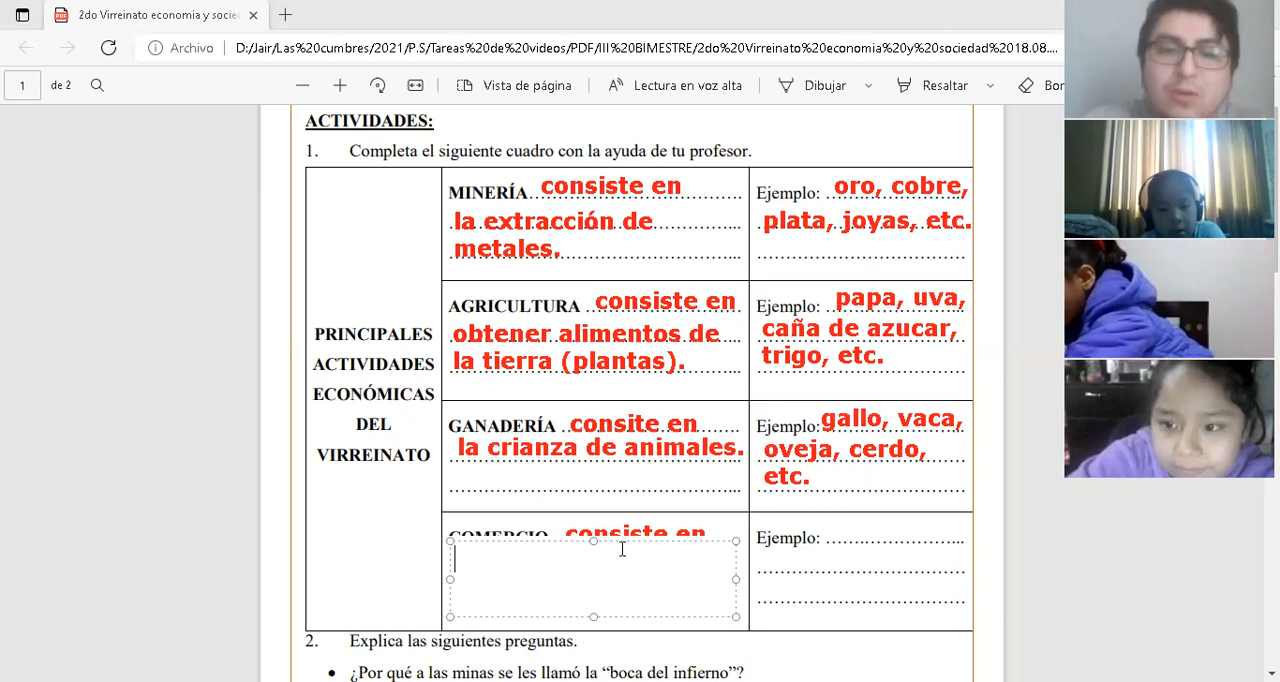 2do Virreinato economia y socie
Archivo
D:/Jair/Las%20cumbres/2021/P.S/Tareas%20de%20videos/PDF/III%20BIMESTRE/2do%20Virreinato%20economia%20y%20sociedad%2018.08....
1 de 2
Vista de página
Lectura en voz alta
Dibujar
Resaltar
Bor
ACTIVIDADES:
1. Completa el siguiente cuadro con la ayuda de tu profesor.
PRINCIPALES
ACTIVIDADES
ECONÓMICAS
DEL
VIRREINATO
MINERÍA consiste en
la extracción de
metales.
Ejemplo: oro, cobre,
plata, joyas, etc.
AGRICULTURA consiste en
obtener alimentos de
la tierra (plantas).
Ejemplo: papa, uva,
caña de azucar,
trigo, etc.
GANADERÍA consite en
la crianza de animales.
Ejemplo: gallo, vaca,
oveja, cerdo,
etc.
COMERCIO consiste en
Ejemplo:
2. Explica las siguientes preguntas.
• ¿Por qué a las minas se les llamó la “boca del infierno”?